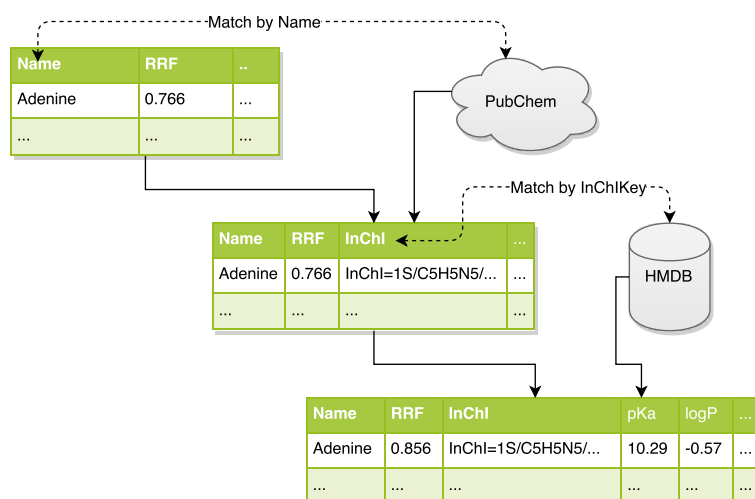 Match by Name
Name RRF ..
Adenine 0.766 ...
... ... ...
PubChem
Match by InChIKey
Name RRF InChI ...
Adenine 0.766 InChI=1S/C5H5N5/... ...
... ... ... ...
HMDB
Name RRF InChI pKa logP ...
Adenine 0.856 InChI=1S/C5H5N5/... 10.29 -0.57 ...
... ... ... ... ... ...